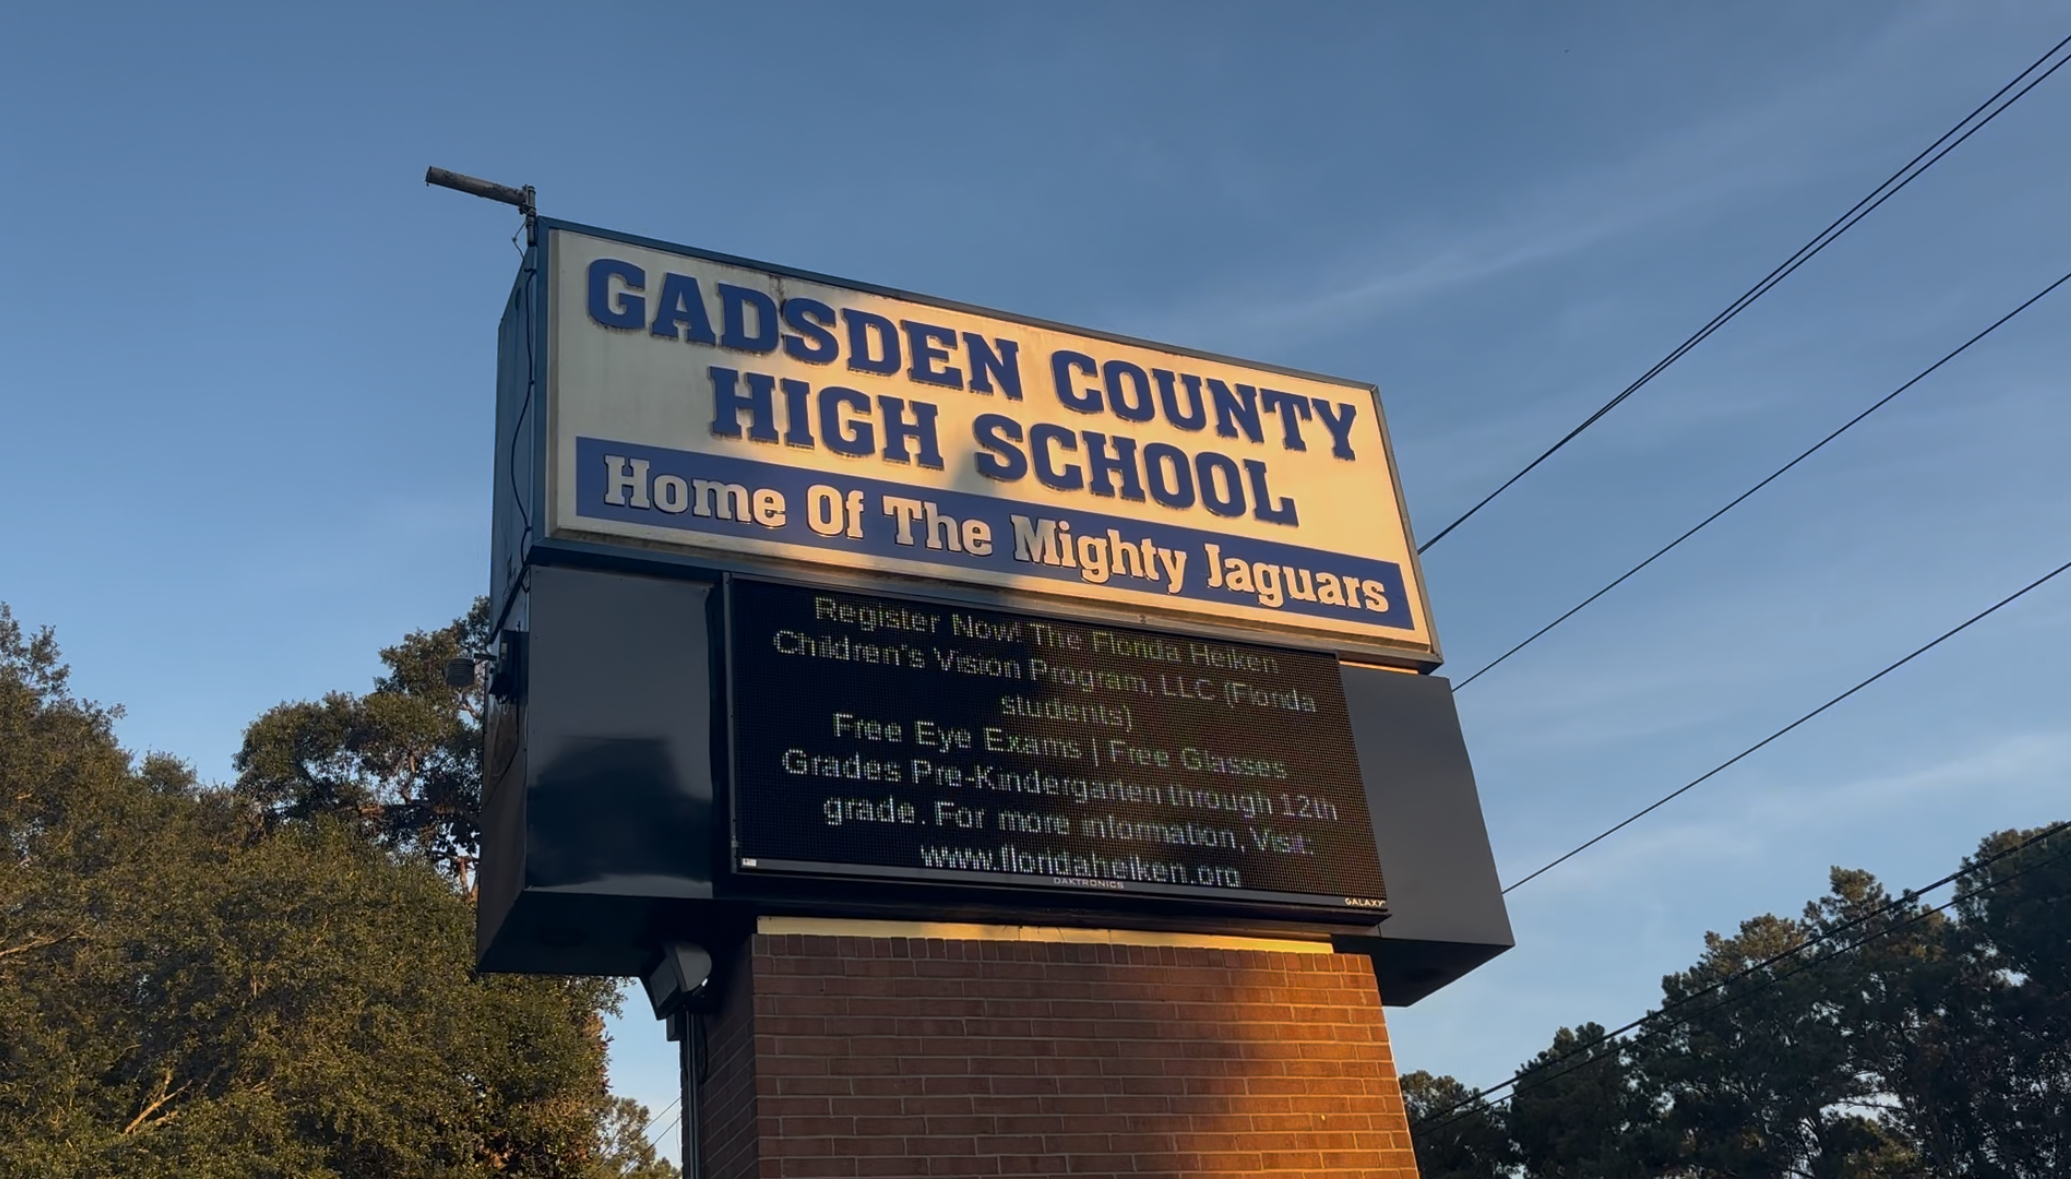 GADSDEN COUNTY
HIGH SCHOOL
Home Of The Mighty Jaguars
Register Now! The Florida Heiken
Children's Vision Program, LLC (Florida
students)
Free Eye Exams | Free Glasses
Grades Pre-Kindergarten through 12th
grade. For more information, Visit:
www.floridaheiken.org
DAKTRONICS
GALAXY